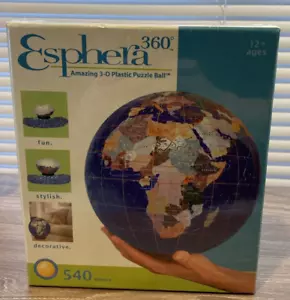 Esphera 360°
Amazing 3-D Plastic Puzzle Ball™
12+
ages
fun.
stylish.
decorative.
540